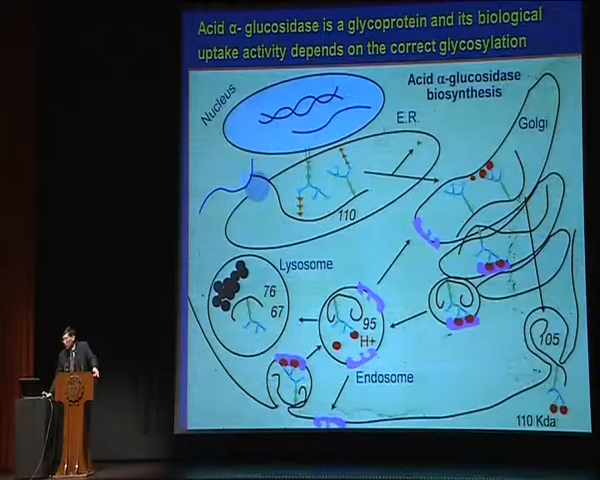 Acid α- glucosidase is a glycoprotein and its biological
uptake activity depends on the correct glycosylation
Acid α-glucosidase
biosynthesis
Nucleus
E.R.
Golgi
110
Lysosome
76
67
95
H+
105
Endosome
110 Kda